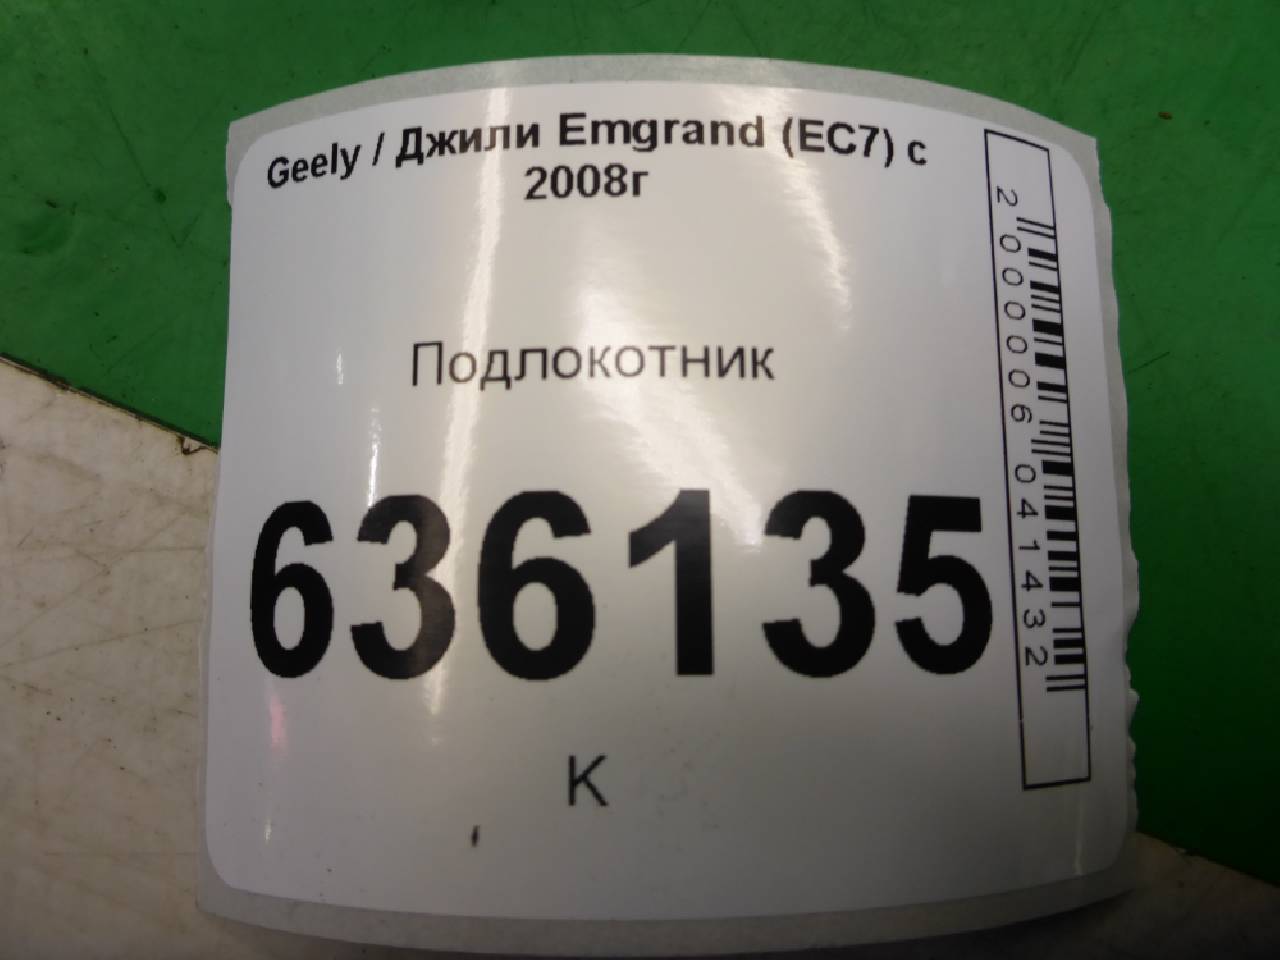 Geely / Джили Emgrand (EC7) с
2008г
Подлокотник
636135
К
2000006041432